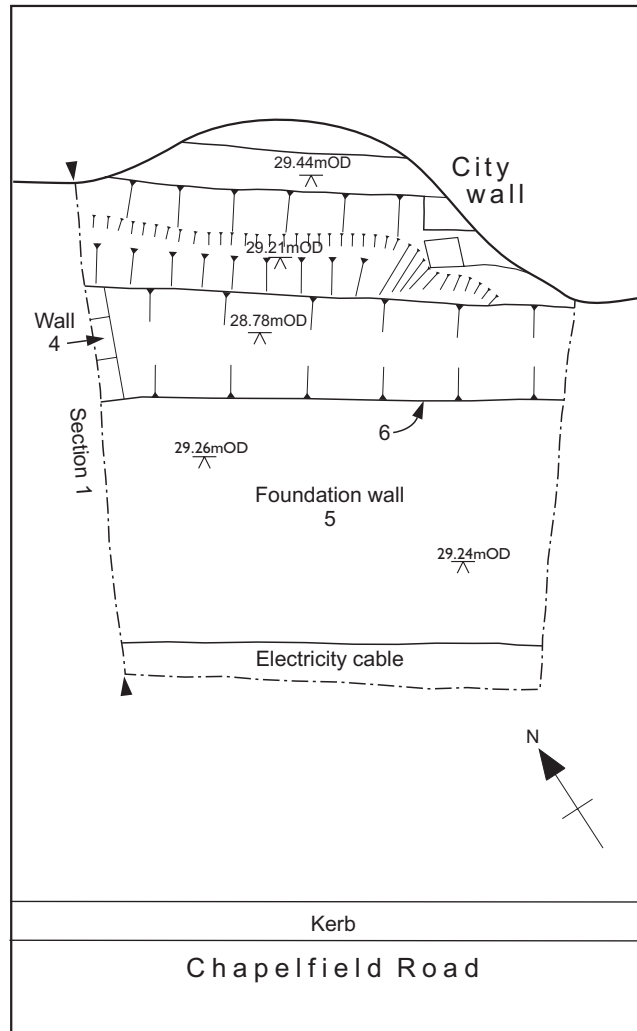 29.44mOD
City
wall
29.21mOD
Wall
4
28.78mOD
6
Section 1
29.26mOD
Foundation wall
5
29.24mOD
Electricity cable
N
Kerb
Chapelfield Road